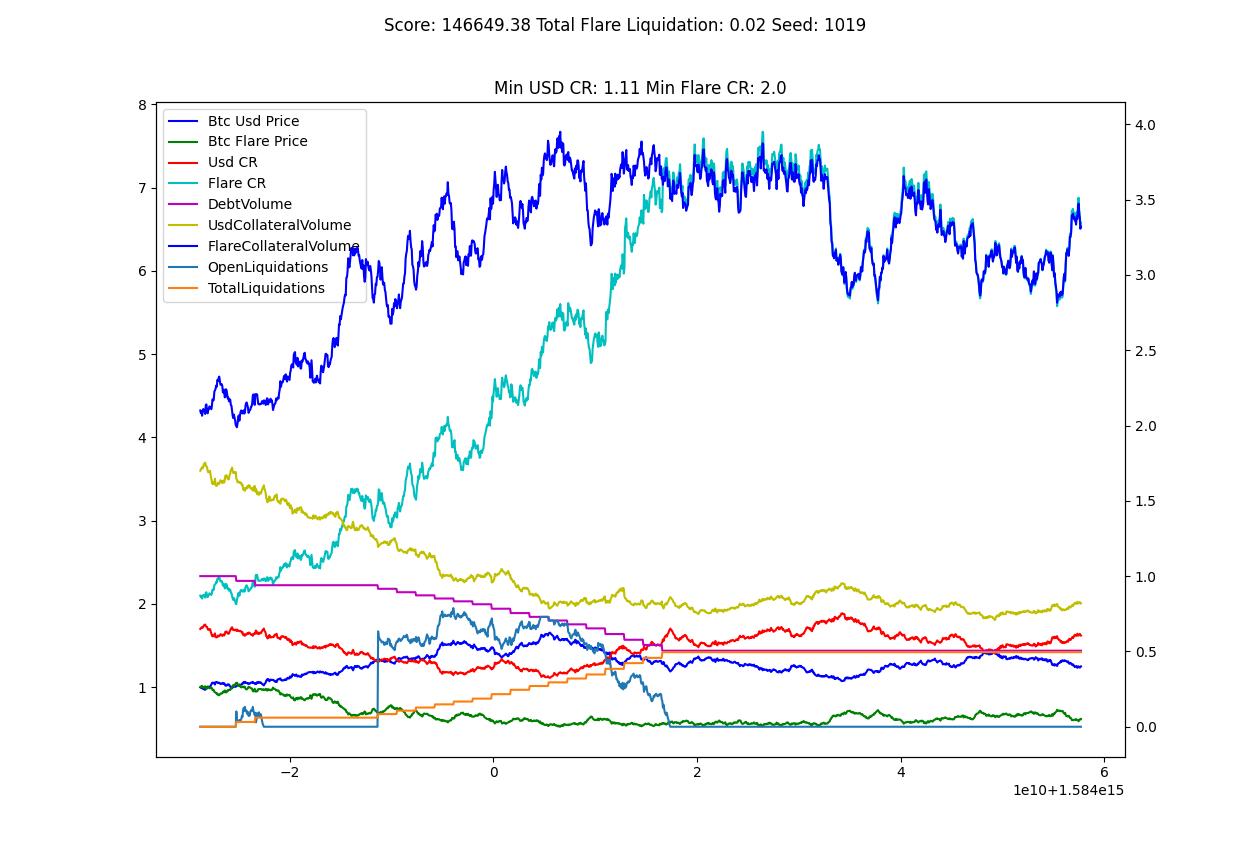 Score: 146649.38 Total Flare Liquidation: 0.02 Seed: 1019
Min USD CR: 1.11 Min Flare CR: 2.0
Btc Usd Price
Btc Flare Price
Usd CR
Flare CR
DebtVolume
UsdCollateralVolume
FlareCollateralVolume
OpenLiquidations
TotalLiquidations
8
7
6
5
4
3
2
1
4.0
3.5
3.0
2.5
2.0
1.5
1.0
0.5
0.0
−2 0 2 4 6
1e10+1.584e15